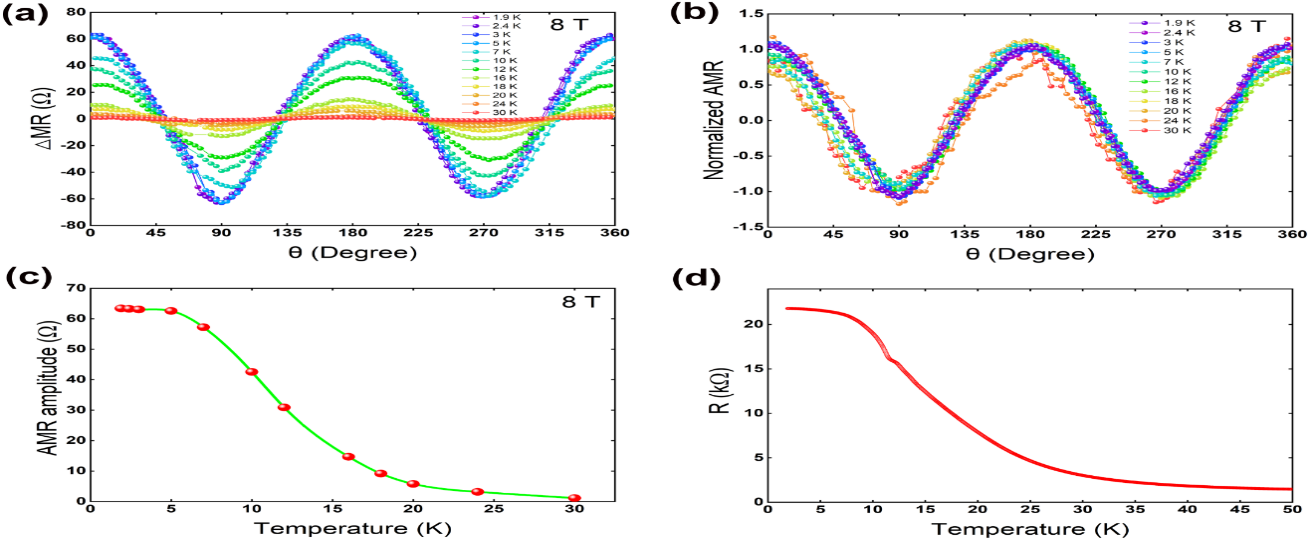 (a)
8 T
1.9 K
2.4 K
3 K
5 K
7 K
10 K
12 K
16 K
18 K
20 K
24 K
30 K
60
40
20
0
-20
-40
-60
-80
ΔMR (Ω)
0 45 90 135 180 225 270 315 360
θ (Degree)
(b)
8 T
1.9 K
2.4 K
3 K
5 K
7 K
10 K
12 K
16 K
18 K
20 K
24 K
30 K
1.0
0.5
0.0
-0.5
-1.0
-1.5
Normalized AMR
0 45 90 135 180 225 270 315 360
θ (Degree)
(c)
8 T
70
60
50
40
30
20
10
0
AMR amplitude (Ω)
0 5 10 15 20 25 30
Temperature (K)
(d)
20
15
10
5
0
R (kΩ)
0 5 10 15 20 25 30 35 40 45 50
Temperature (K)